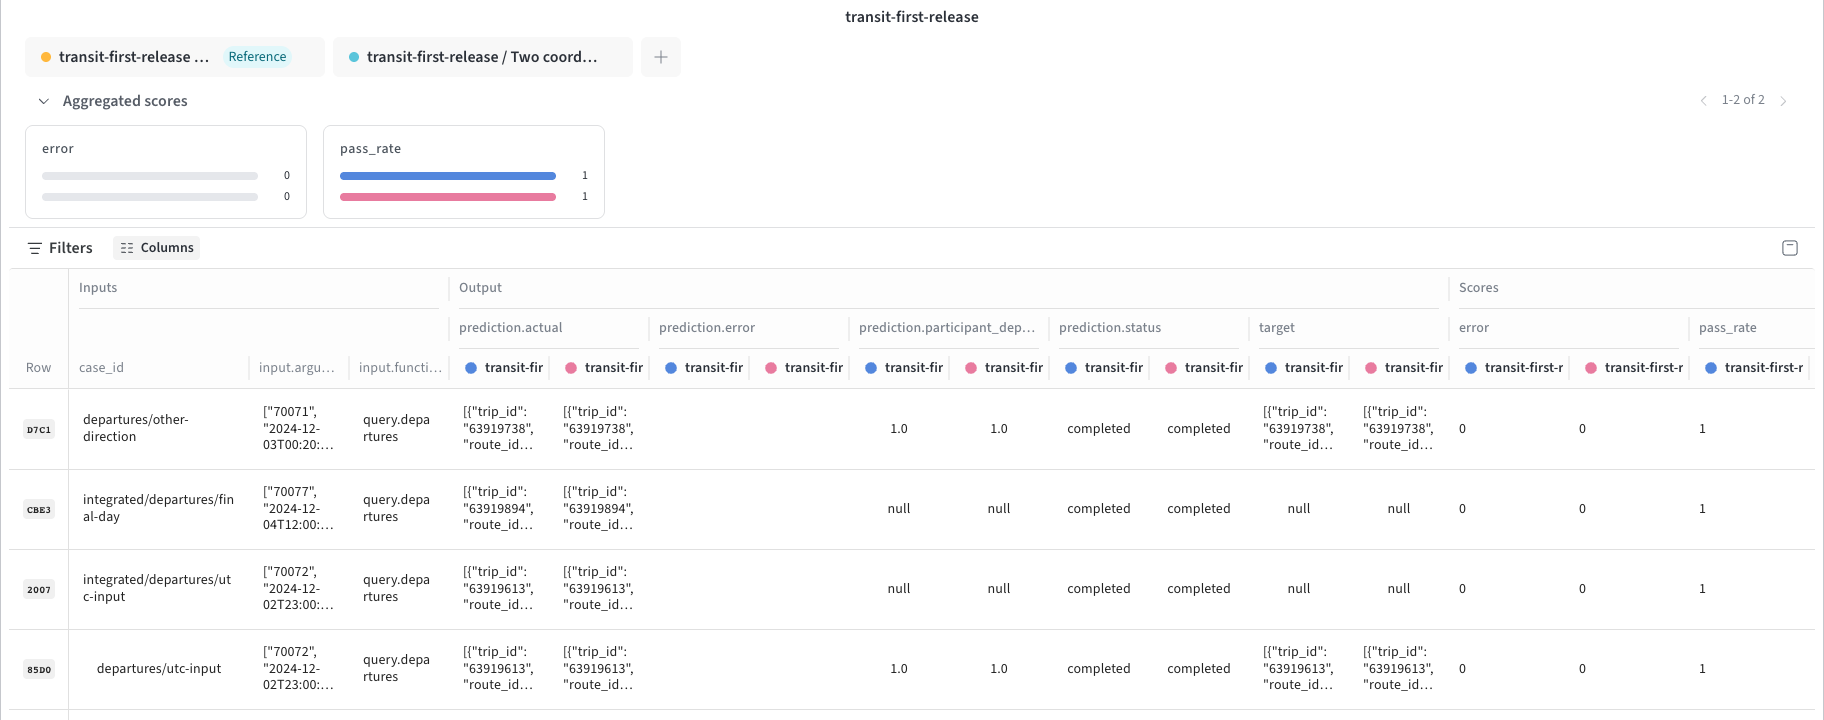 transit-first-release
transit-first-release ... Reference
transit-first-release / Two coord...
Aggregated scores
1-2 of 2
error
0
0
pass_rate
1
1
Filters
Columns
Inputs Output Scores
prediction.actual prediction.error prediction.participant_dep... prediction.status target error pass_rate
Row case_id input.argu... input.functi... transit-fir transit-fir transit-fir transit-fir transit-fir transit-fir transit-fir transit-fir transit-fir transit-fir transit-first-r transit-first-r transit-first-r
D7C1
departures/other-
direction
["70071",
"2024-12-
03T00:20:...
query.depa
rtures
[{"trip_id":
"63919738",
"route_id...
[{"trip_id":
"63919738",
"route_id...
1.0
1.0
completed
completed
[{"trip_id":
"63919738",
"route_id...
[{"trip_id":
"63919738",
"route_id...
0
0
1
CBE3
integrated/departures/fin
al-day
["70077",
"2024-12-
04T12:00:...
query.depa
rtures
[{"trip_id":
"63919894",
"route_id...
[{"trip_id":
"63919894",
"route_id...
null
null
completed
completed
null
null
0
0
1
2007
integrated/departures/ut
c-input
["70072",
"2024-12-
02T23:00:...
query.depa
rtures
[{"trip_id":
"63919613",
"route_id...
[{"trip_id":
"63919613",
"route_id...
null
null
completed
completed
null
null
0
0
1
85D0
departures/utc-input
["70072",
"2024-12-
02T23:00:...
query.depa
rtures
[{"trip_id":
"63919613",
"route_id...
[{"trip_id":
"63919613",
"route_id...
1.0
1.0
completed
completed
[{"trip_id":
"63919613",
"route_id...
[{"trip_id":
"63919613",
"route_id...
0
0
1